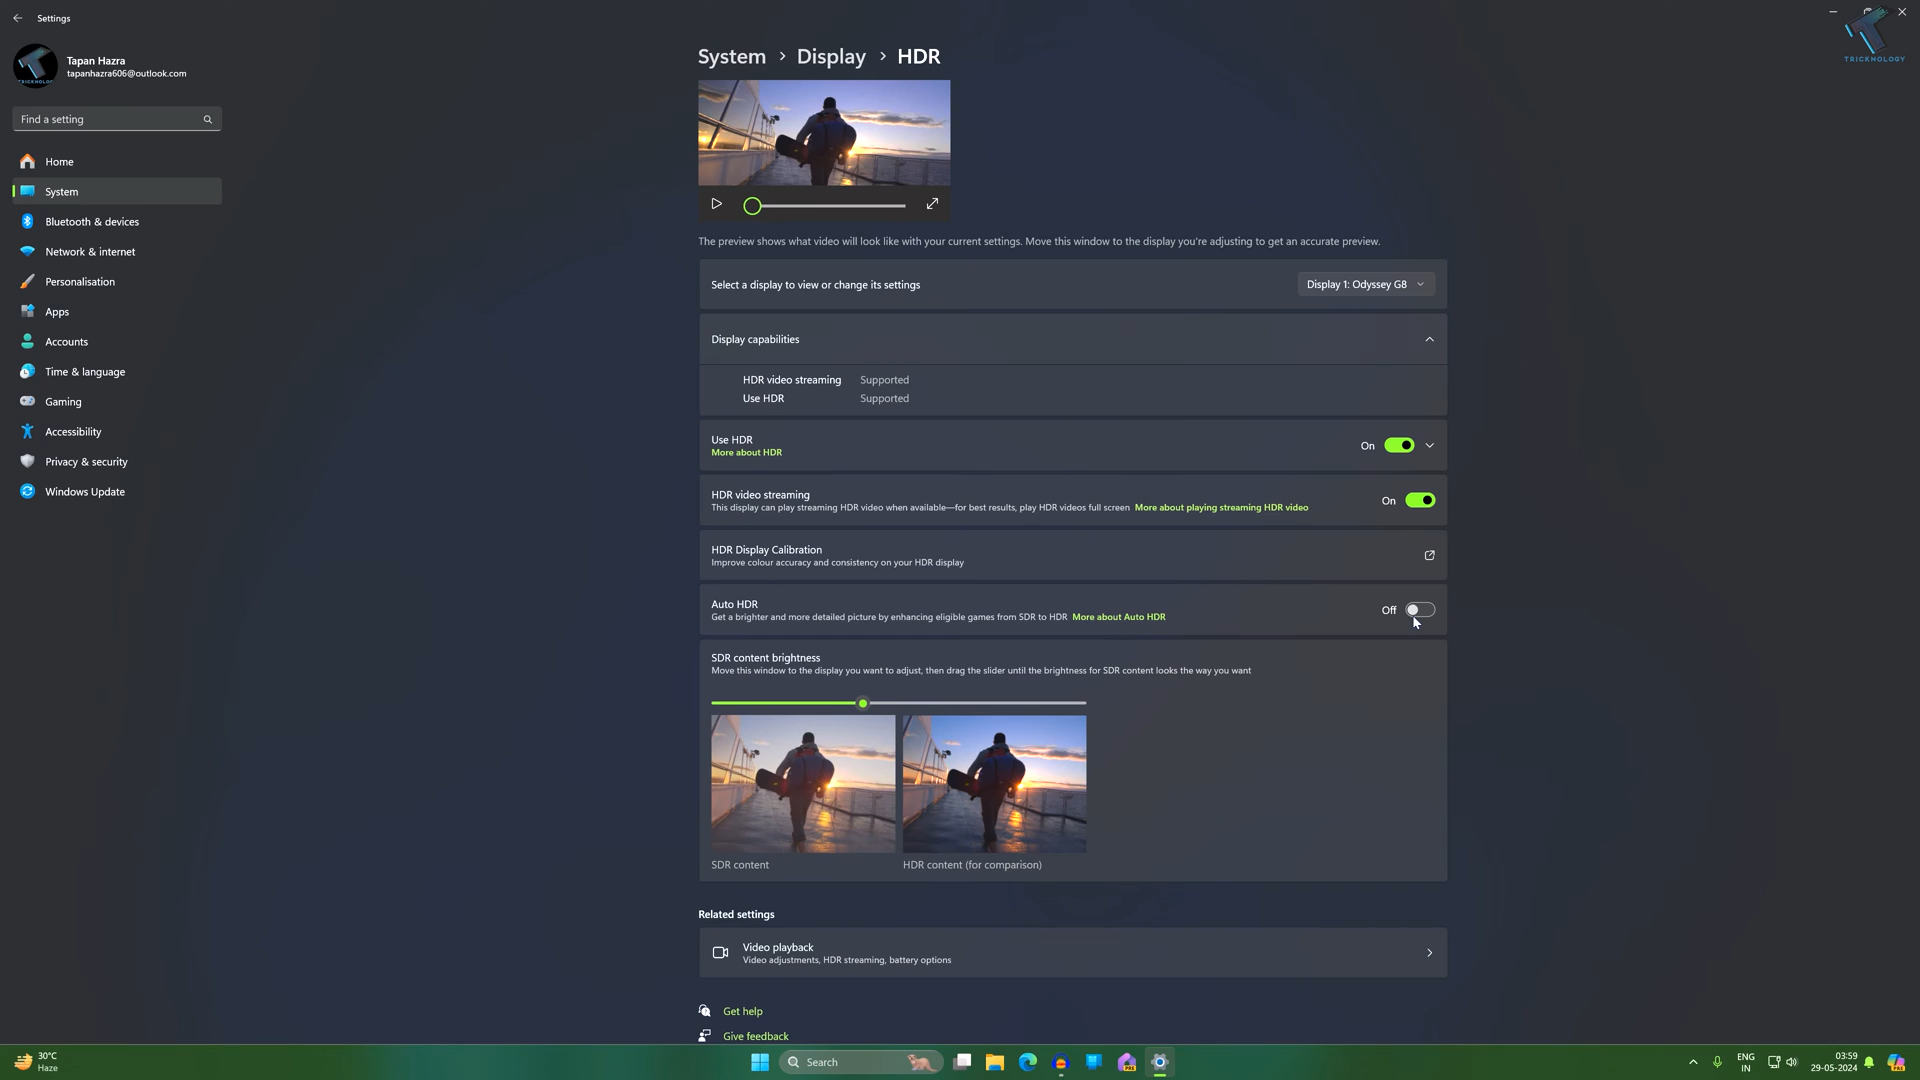 Settings
Tapan Hazra
tapanhazra606@outlook.com
Find a setting
Home
System
Bluetooth & devices
Network & internet
Personalisation
Apps
Accounts
Time & language
Gaming
Accessibility
Privacy & security
Windows Update
TRICKNOLOGY
System > Display > HDR
The preview shows what video will look like with your current settings. Move this window to the display you're adjusting to get an accurate preview.
Select a display to view or change its settings
Display 1: Odyssey G8
Display capabilities
HDR video streaming Supported
Use HDR Supported
Use HDR
More about HDR
On
HDR video streaming
This display can play streaming HDR video when available—for best results, play HDR videos full screen More about playing streaming HDR video
On
HDR Display Calibration
Improve colour accuracy and consistency on your HDR display
Auto HDR
Get a brighter and more detailed picture by enhancing eligible games from SDR to HDR More about Auto HDR
Off
SDR content brightness
Move this window to the display you want to adjust, then drag the slider until the brightness for SDR content looks the way you want
SDR content
HDR content (for comparison)
Related settings
Video playback
Video adjustments, HDR streaming, battery options
Get help
Give feedback
30°C
Haze
Search
PRE
ENG
IN
03:59
29-05-2024
PRE